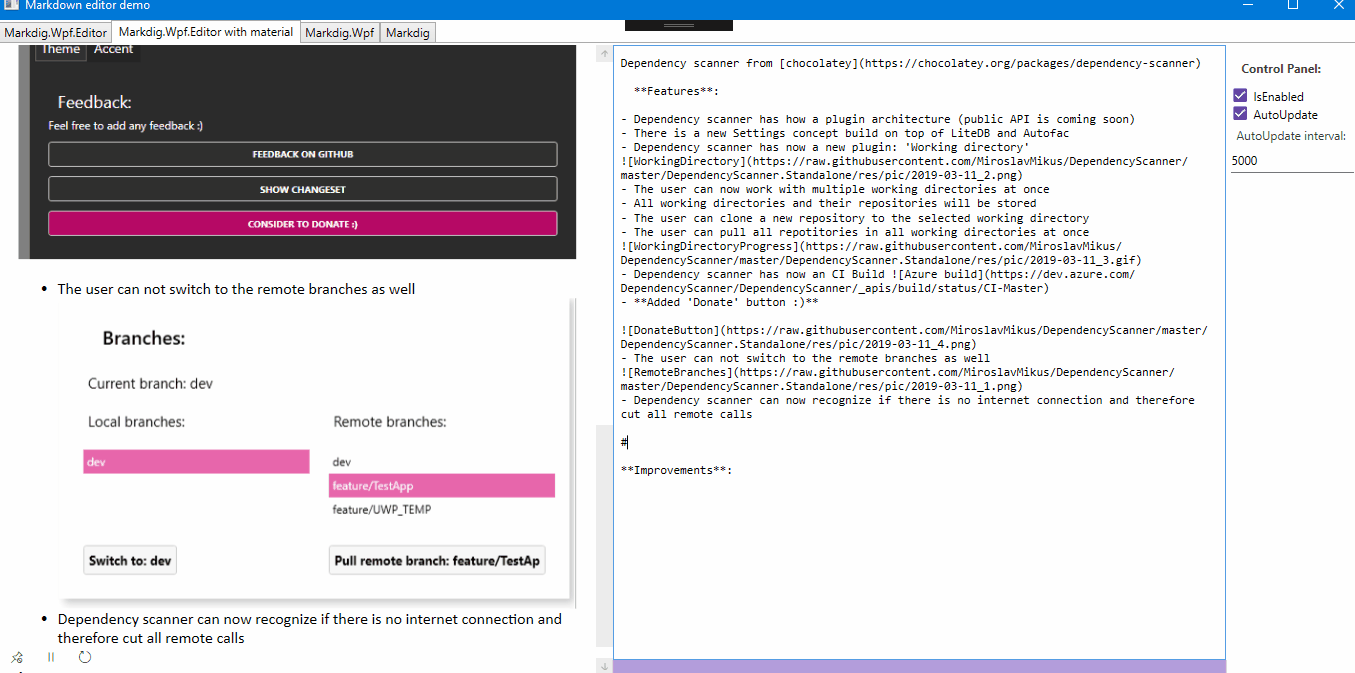 Markdown editor demo
Markdig.Wpf.Editor
Markdig.Wpf.Editor with material
Markdig.Wpf
Markdig
Theme
Accent
Feedback:
Feel free to add any feedback :)
FEEDBACK ON GITHUB
SHOW CHANGESET
CONSIDER TO DONATE :)
• The user can not switch to the remote branches as well
Branches:
Current branch: dev
Local branches:
Remote branches:
dev
dev
feature/TestApp
feature/UWP_TEMP
Switch to: dev
Pull remote branch: feature/TestAp
• Dependency scanner can now recognize if there is no internet connection and
therefore cut all remote calls
Dependency scanner from [chocolatey](https://chocolatey.org/packages/dependency-scanner)
**Features**:
- Dependency scanner has how a plugin architecture (public API is coming soon)
- There is a new Settings concept build on top of LiteDB and Autofac
- Dependency scanner has now a new plugin: 'Working directory'
![WorkingDirectory](https://raw.githubusercontent.com/MiroslavMikus/DependencyScanner/
master/DependencyScanner.Standalone/res/pic/2019-03-11_2.png)
- The user can now work with multiple working directories at once
- All working directories and their repositories will be stored
- The user can clone a new repository to the selected working directory
- The user can pull all repotitories in all working directories at once
![WorkingDirectoryProgress](https://raw.githubusercontent.com/MiroslavMikus/
DependencyScanner/master/DependencyScanner.Standalone/res/pic/2019-03-11_3.gif)
- Dependency scanner has now an CI Build ![Azure build](https://dev.azure.com/
DependencyScanner/DependencyScanner/_apis/build/status/CI-Master)
- **Added 'Donate' button :)**
![DonateButton](https://raw.githubusercontent.com/MiroslavMikus/DependencyScanner/master/
DependencyScanner.Standalone/res/pic/2019-03-11_4.png)
- The user can not switch to the remote branches as well
![RemoteBranches](https://raw.githubusercontent.com/MiroslavMikus/DependencyScanner/
master/DependencyScanner.Standalone/res/pic/2019-03-11_1.png)
- Dependency scanner can now recognize if there is no internet connection and therefore
cut all remote calls
#
**Improvements**:
Control Panel:
IsEnabled
AutoUpdate
AutoUpdate interval:
5000